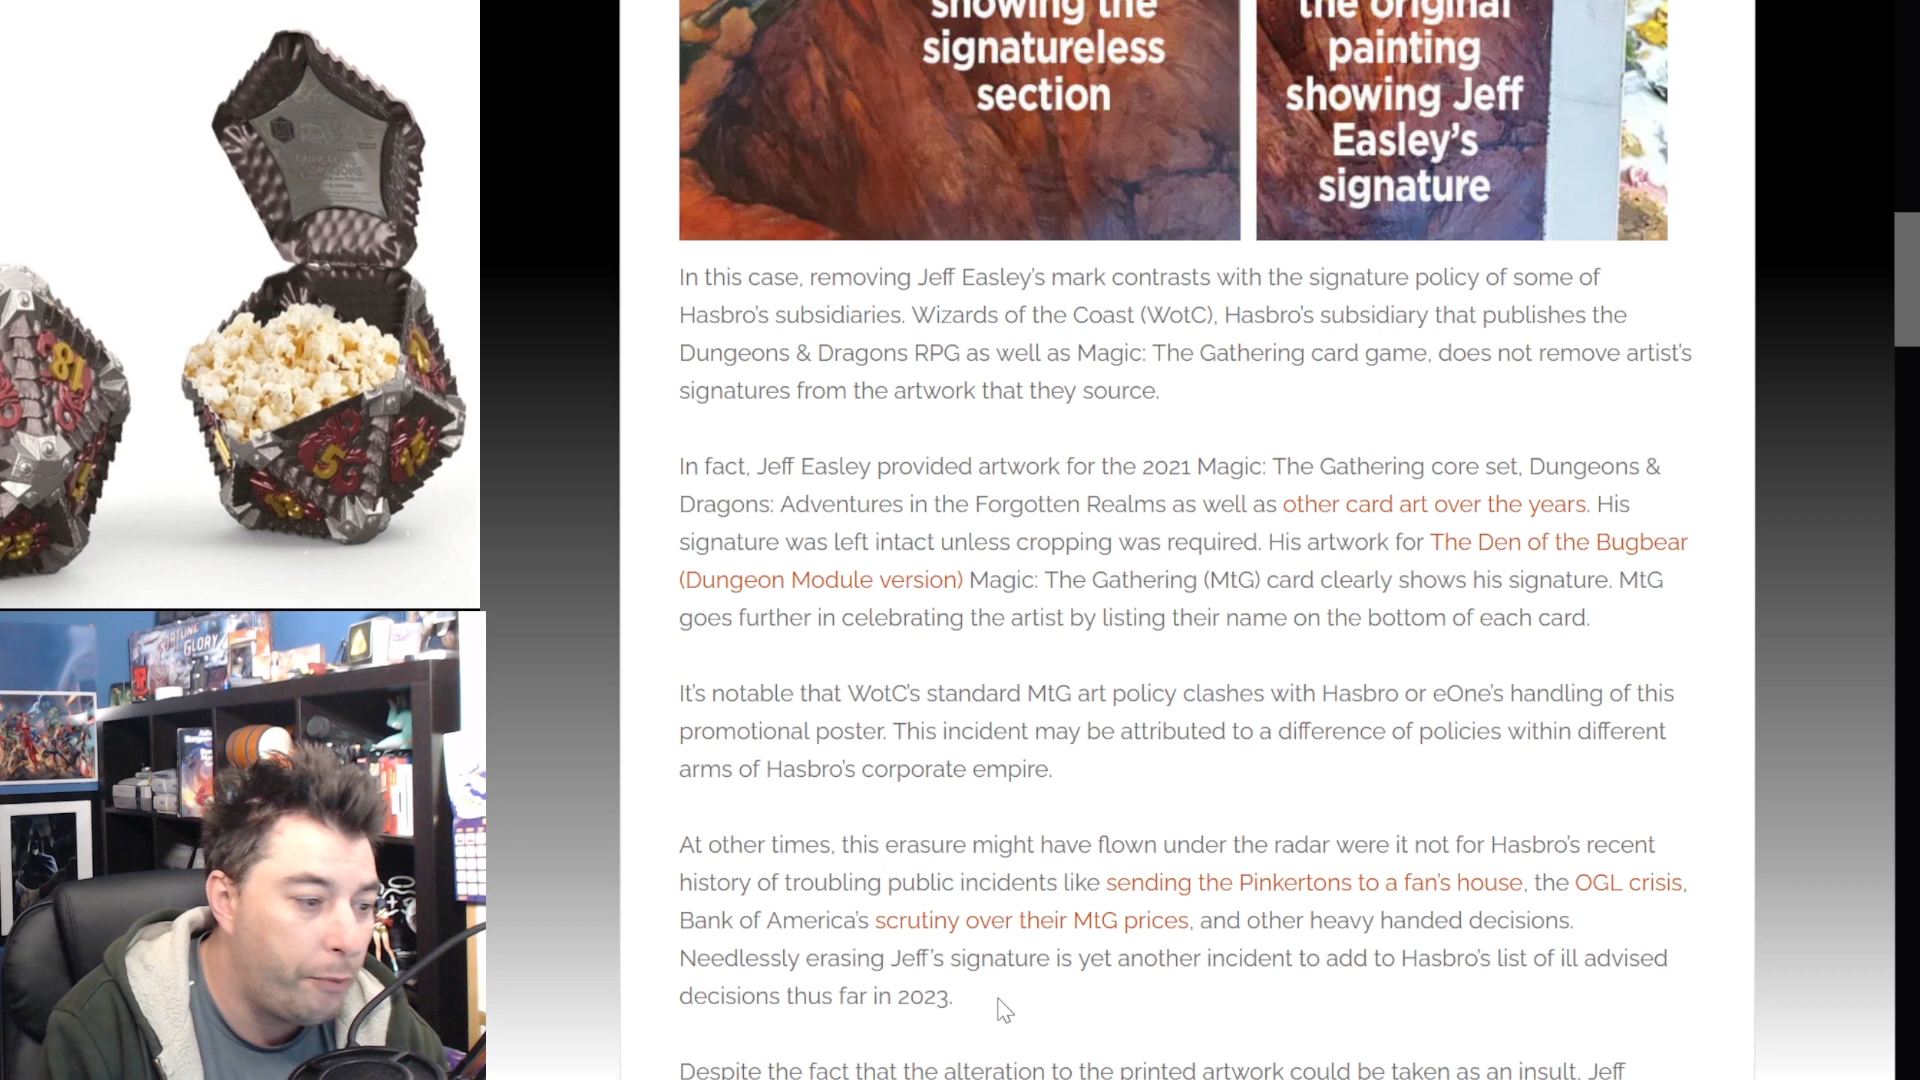 showing the
signatureless
section
the original
painting
showing Jeff
Easley's
signature
In this case, removing Jeff Easley's mark contrasts with the signature policy of some of
Hasbro's subsidiaries. Wizards of the Coast (WotC), Hasbro's subsidiary that publishes the
Dungeons & Dragons RPG as well as Magic: The Gathering card game, does not remove artist's
signatures from the artwork that they source.
In fact, Jeff Easley provided artwork for the 2021 Magic: The Gathering core set, Dungeons &
Dragons: Adventures in the Forgotten Realms as well as other card art over the years. His
signature was left intact unless cropping was required. His artwork for The Den of the Bugbear
(Dungeon Module version) Magic: The Gathering (MtG) card clearly shows his signature. MtG
goes further in celebrating the artist by listing their name on the bottom of each card.
It's notable that WotC's standard MtG art policy clashes with Hasbro or eOne's handling of this
promotional poster. This incident may be attributed to a difference of policies within different
arms of Hasbro's corporate empire.
At other times, this erasure might have flown under the radar were it not for Hasbro's recent
history of troubling public incidents like sending the Pinkertons to a fan's house, the OGL crisis,
Bank of America's scrutiny over their MtG prices, and other heavy handed decisions.
Needlessly erasing Jeff's signature is yet another incident to add to Hasbro's list of ill advised
decisions thus far in 2023.
Despite the fact that the alteration to the printed artwork could be taken as an insult, Jeff
DUNGEONS
DRAGONS
18
5
15
13
FORTUNE
GLORY